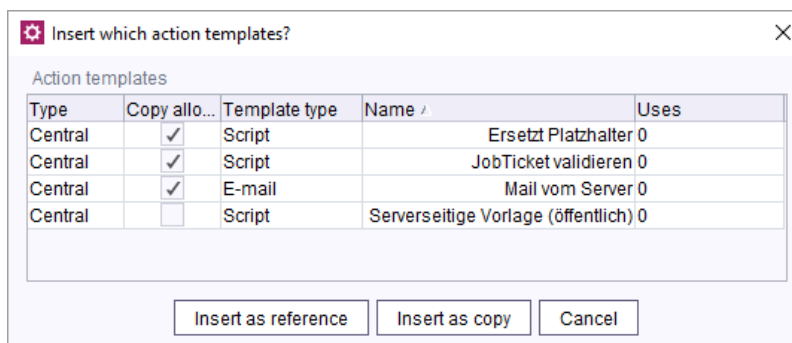 Insert which action templates?
Action templates
Type Copy allo... Template type Name Uses
Central Script Ersetzt Platzhalter 0
Central Script JobTicket validieren 0
Central E-mail Mail vom Server 0
Central Script Serverseitige Vorlage (öffentlich) 0
Insert as reference Insert as copy Cancel